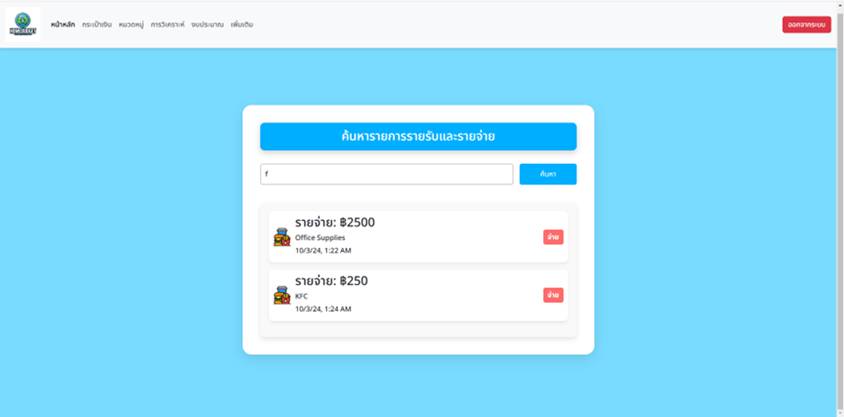 หน้าหลัก กระเป๋าเงิน หมวดหมู่ การวิเคราะห์ งบประมาณ เพิ่มเติม ออกจากระบบ
ค้นหารายการรายรับและรายจ่าย
f ค้นหา
รายจ่าย: ฿2500
Office Supplies
จ่าย
10/3/24, 1:22 AM
รายจ่าย: ฿250
KFC
จ่าย
10/3/24, 1:24 AM